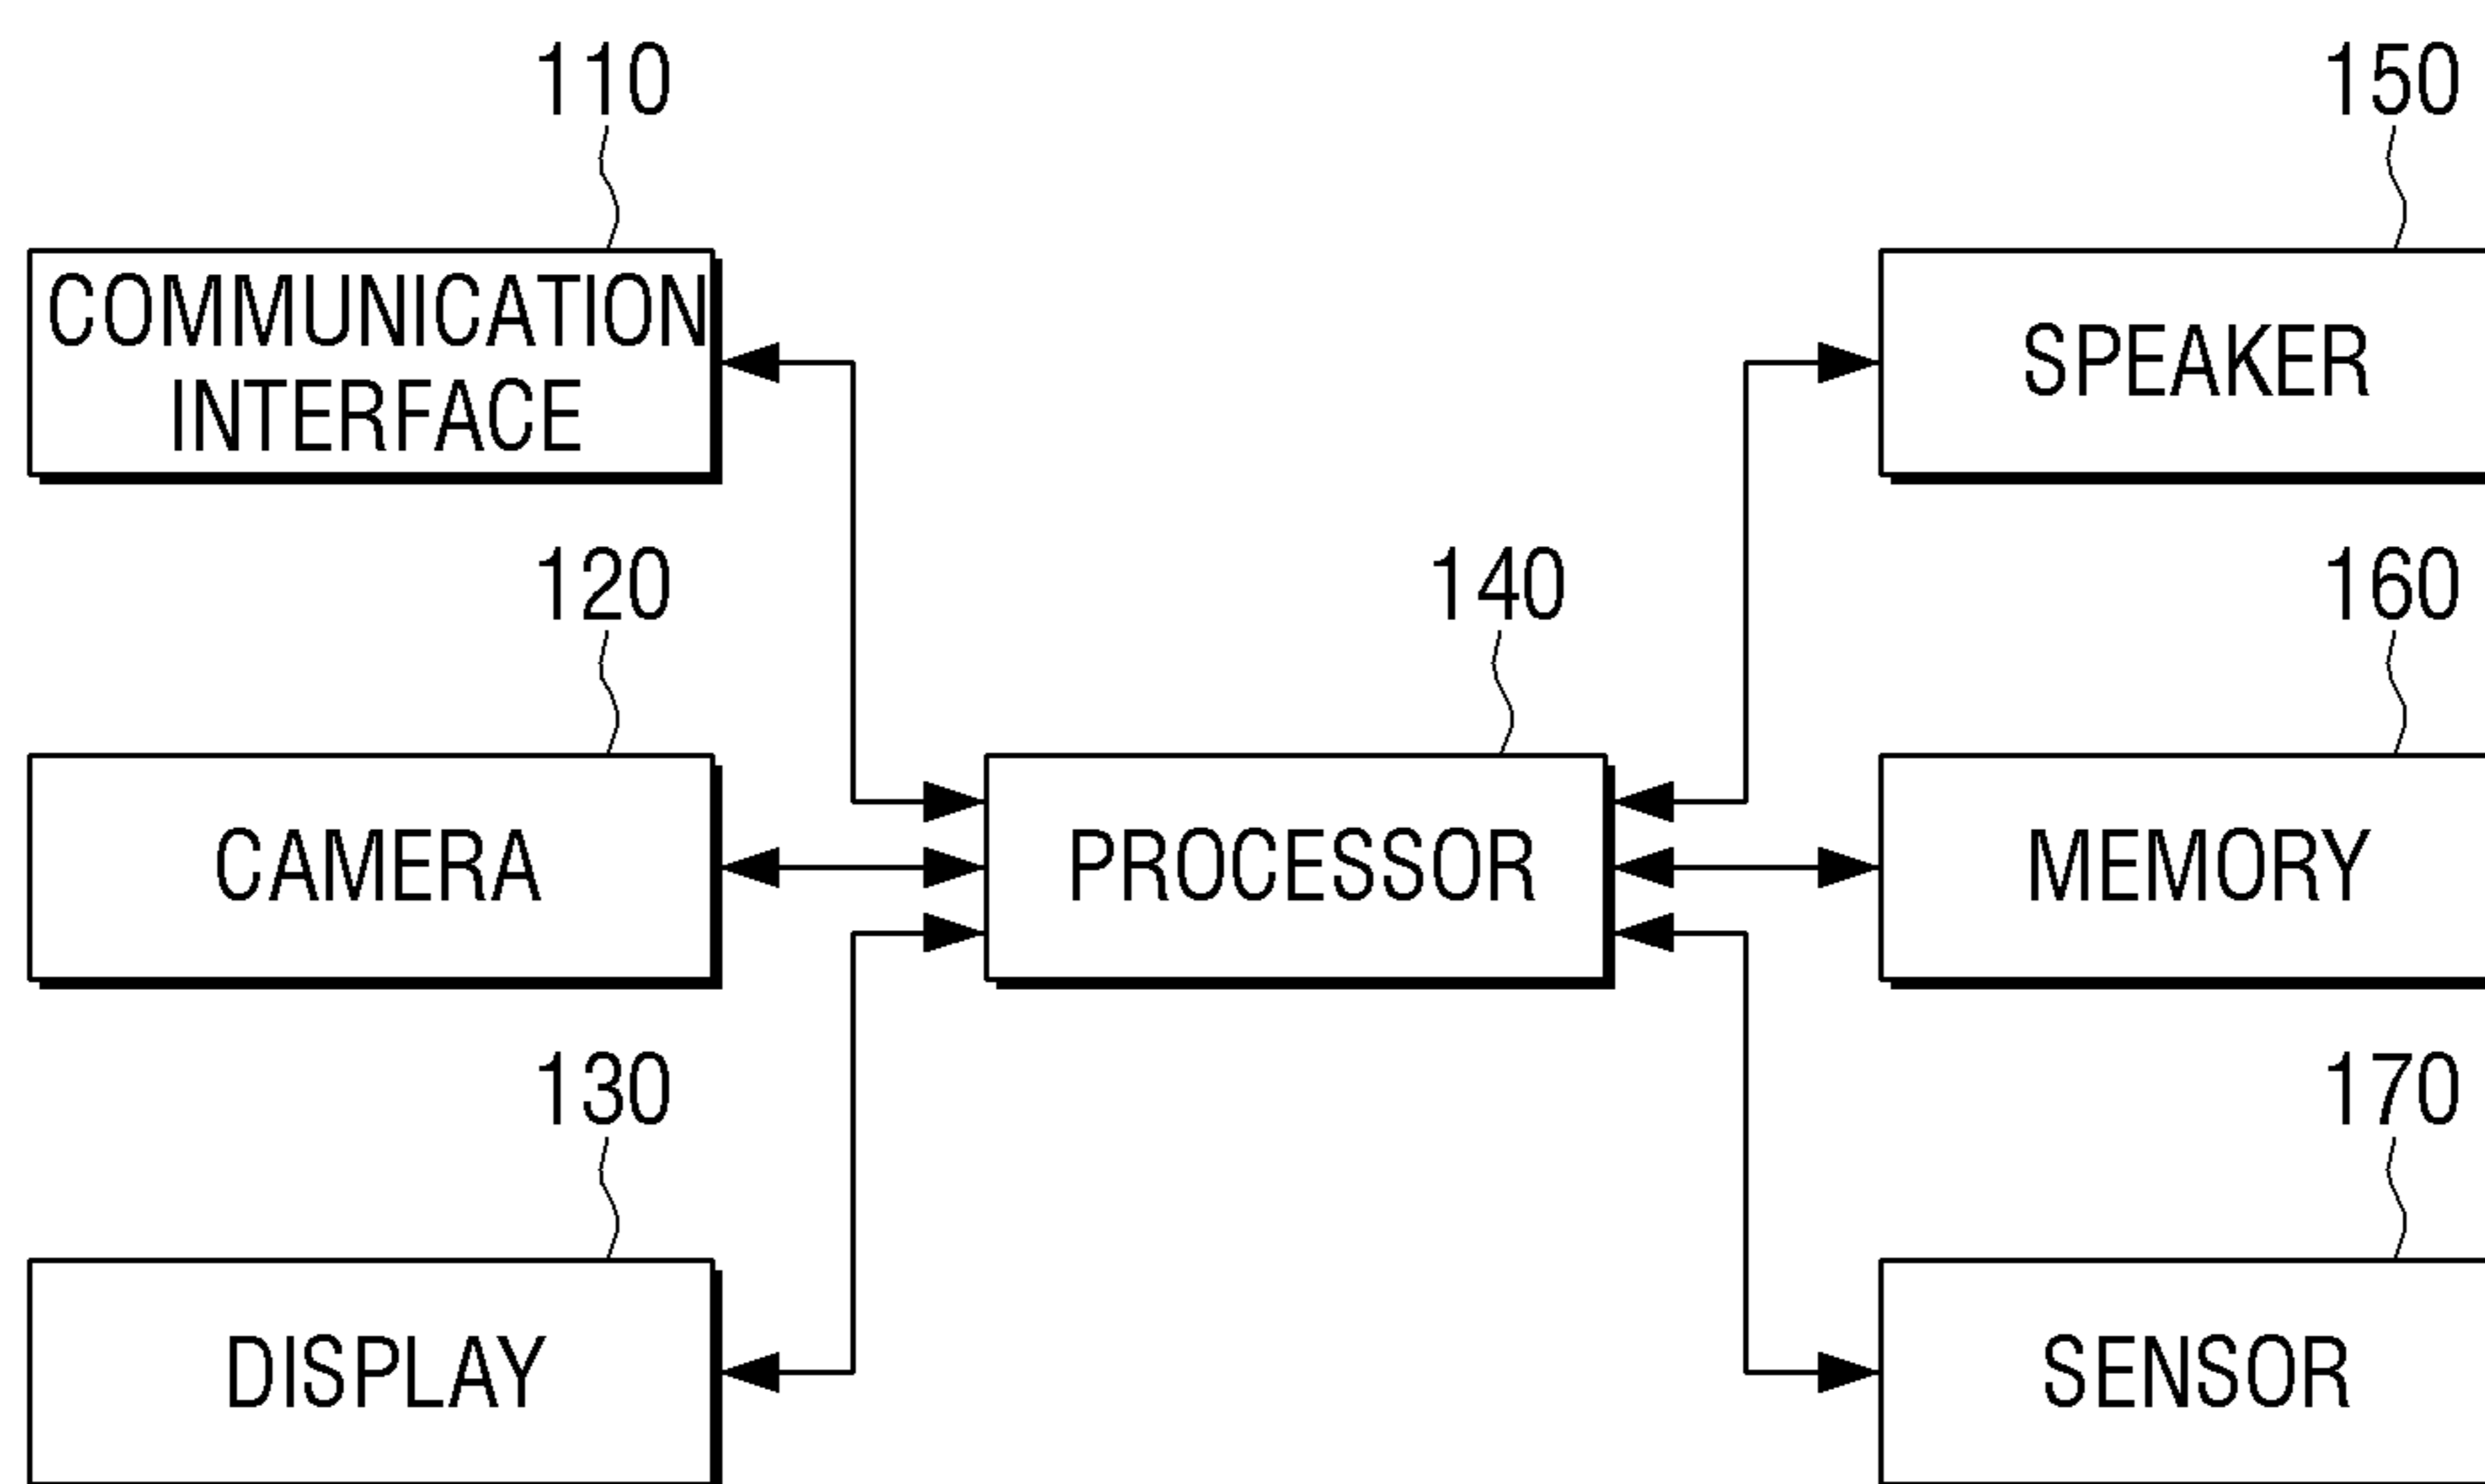 110
150
COMMUNICATION
INTERFACE
SPEAKER
120
140
160
CAMERA
PROCESSOR
MEMORY
130
170
DISPLAY
SENSOR